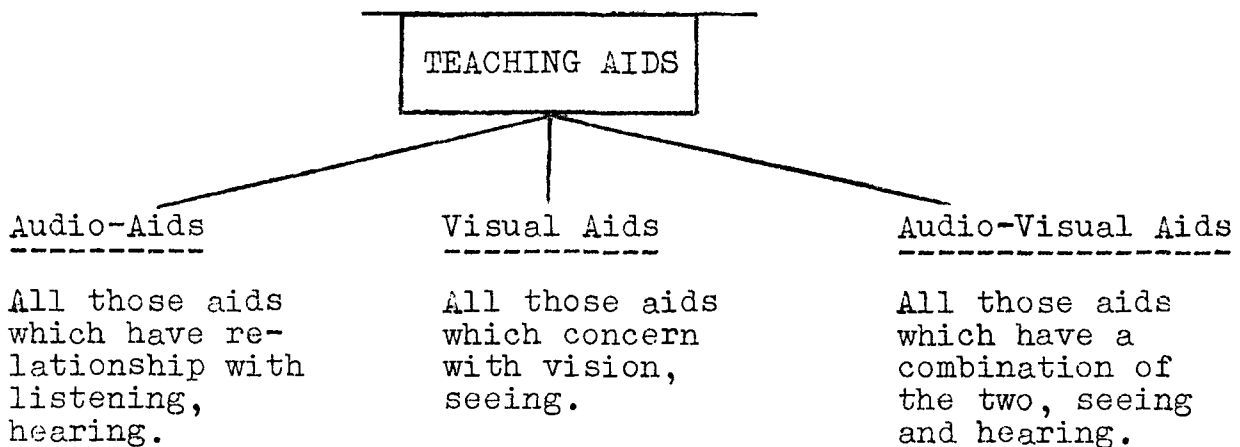 TEACHING AIDS
Audio-Aids
All those aids
which have re-
lationship with
listening,
hearing.
Visual Aids
All those aids
which concern
with vision,
seeing.
Audio-Visual Aids
All those aids
which have a
combination of
the two, seeing
and hearing.